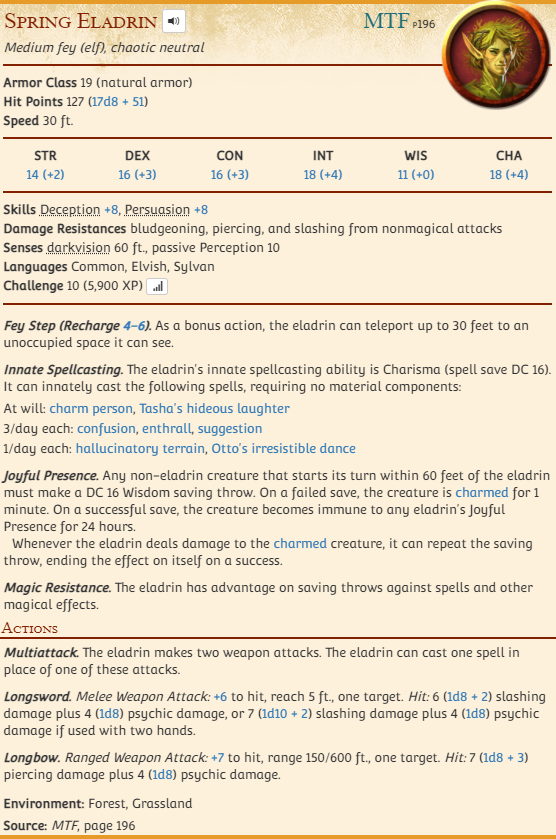 Spring Eladrin MTF p196
Medium fey (elf), chaotic neutral
Armor Class 19 (natural armor)
Hit Points 127 (17d8 + 51)
Speed 30 ft.
STR DEX CON INT WIS CHA
14 (+2) 16 (+3) 16 (+3) 18 (+4) 11 (+0) 18 (+4)
Skills Deception +8, Persuasion +8
Damage Resistances bludgeoning, piercing, and slashing from nonmagical attacks
Senses darkvision 60 ft., passive Perception 10
Languages Common, Elvish, Sylvan
Challenge 10 (5,900 XP)
Fey Step (Recharge 4–6). As a bonus action, the eladrin can teleport up to 30 feet to an
unoccupied space it can see.
Innate Spellcasting. The eladrin's innate spellcasting ability is Charisma (spell save DC 16).
It can innately cast the following spells, requiring no material components:
At will: charm person, Tasha's hideous laughter
3/day each: confusion, enthrall, suggestion
1/day each: hallucinatory terrain, Otto's irresistible dance
Joyful Presence. Any non-eladrin creature that starts its turn within 60 feet of the eladrin
must make a DC 16 Wisdom saving throw. On a failed save, the creature is charmed for 1
minute. On a successful save, the creature becomes immune to any eladrin's Joyful
Presence for 24 hours.
Whenever the eladrin deals damage to the charmed creature, it can repeat the saving
throw, ending the effect on itself on a success.
Magic Resistance. The eladrin has advantage on saving throws against spells and other
magical effects.
Actions
Multiattack. The eladrin makes two weapon attacks. The eladrin can cast one spell in
place of one of these attacks.
Longsword. Melee Weapon Attack: +6 to hit, reach 5 ft., one target. Hit: 6 (1d8 + 2) slashing
damage plus 4 (1d8) psychic damage, or 7 (1d10 + 2) slashing damage plus 4 (1d8) psychic
damage if used with two hands.
Longbow. Ranged Weapon Attack: +7 to hit, range 150/600 ft., one target. Hit: 7 (1d8 + 3)
piercing damage plus 4 (1d8) psychic damage.
Environment: Forest, Grassland
Source: MTF, page 196